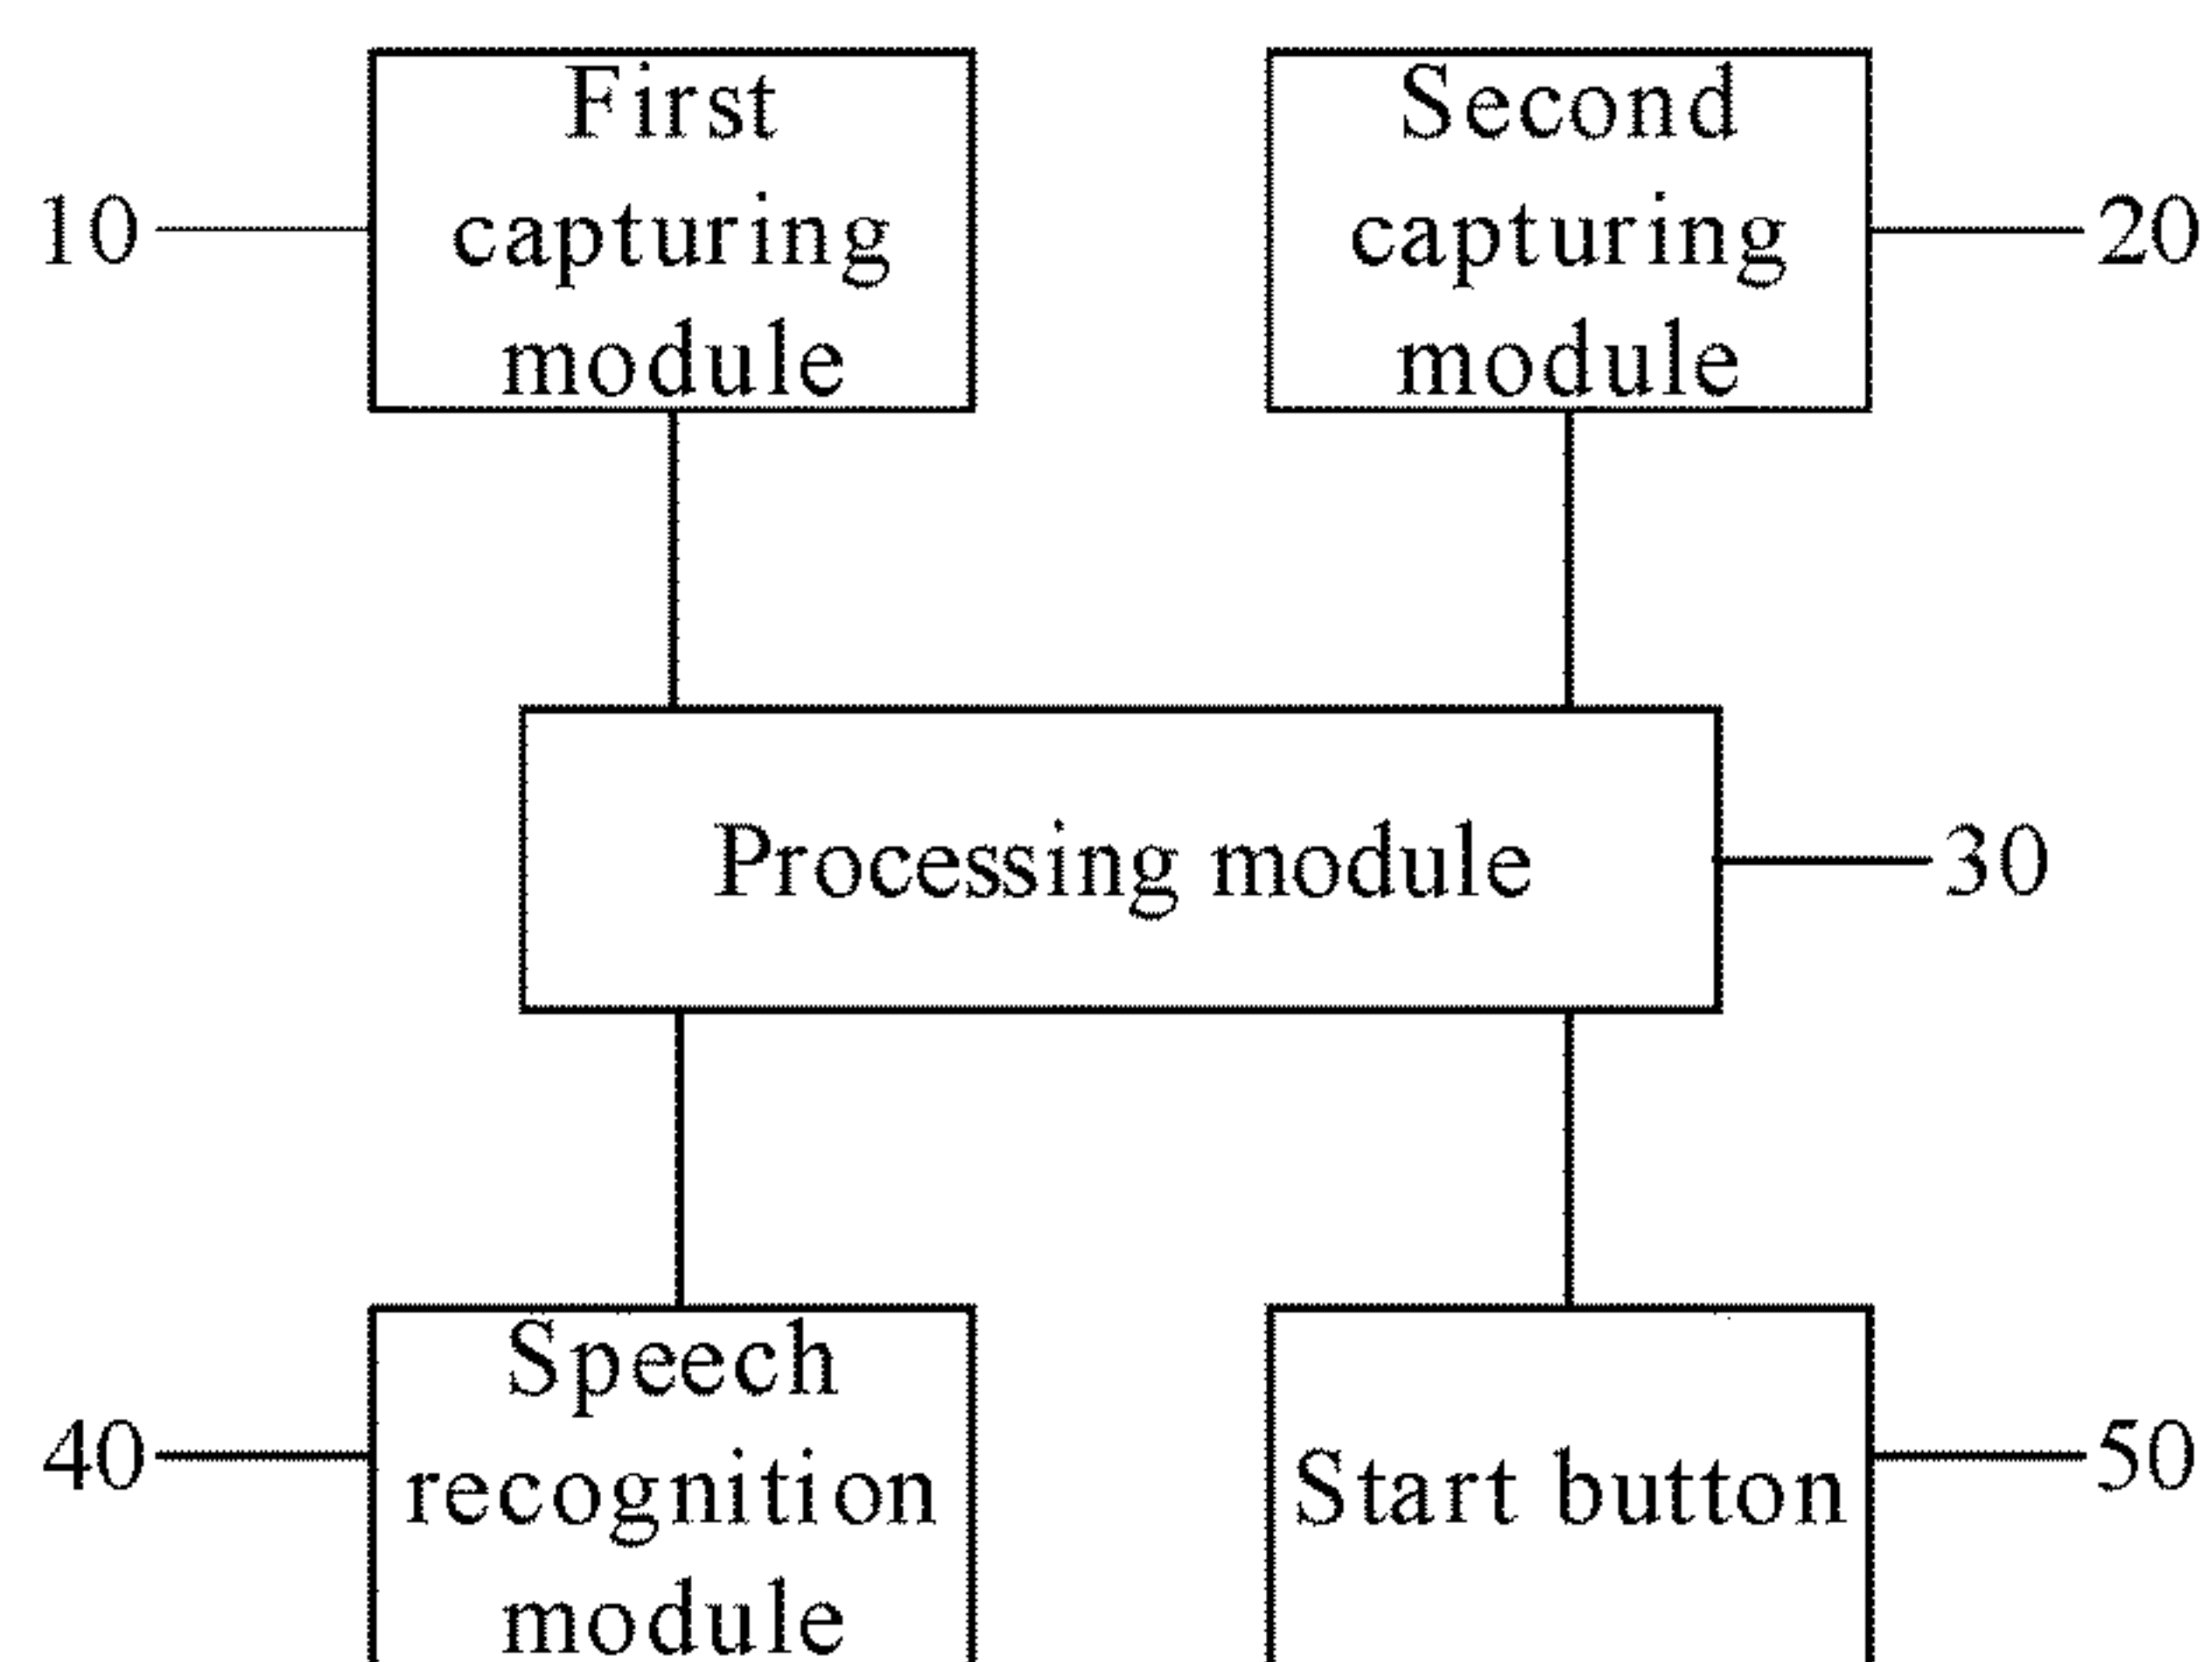 First
capturing
module
Second
capturing
module
10
20
Processing module
30
Speech
recognition
module
Start button
40
50